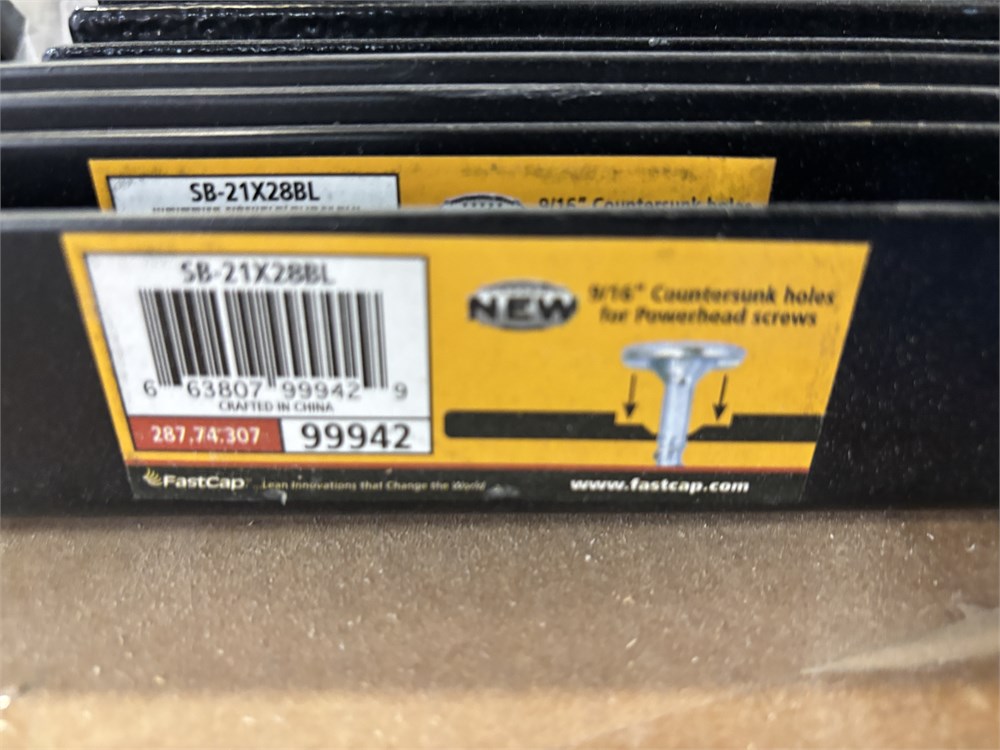 SB-21X28BL
9/16" Countersunk holes
SB-21X28BL
6 63807 99942 9
CRAFTED IN CHINA
287.74.307 99942
NEW
9/16" Countersunk holes
for Powerhead screws
FastCap Lean Innovations that Change the World
www.fastcap.com